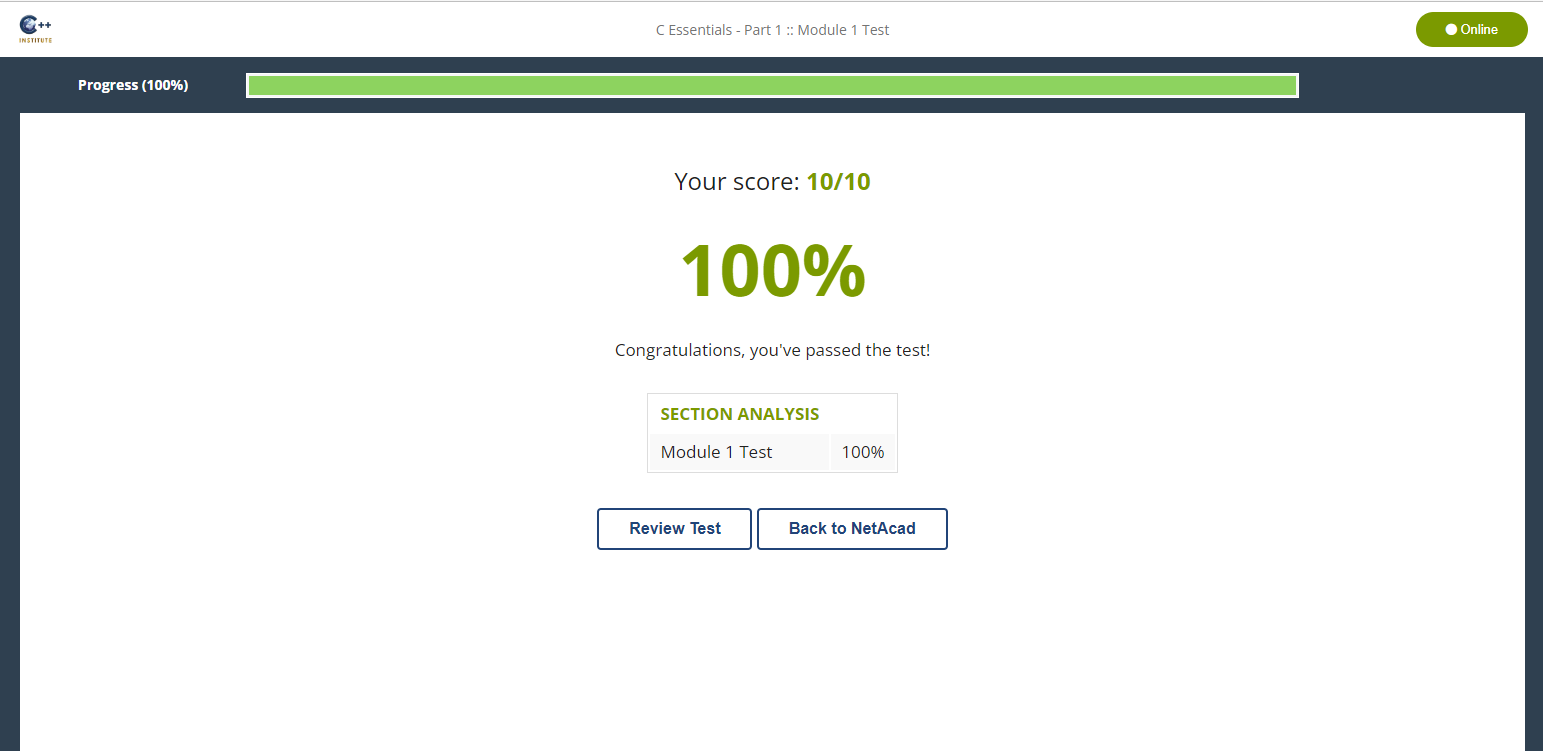 C++
INSTITUTE
C Essentials - Part 1 :: Module 1 Test
Online
Progress (100%)
Your score: 10/10
100%
Congratulations, you've passed the test!
SECTION ANALYSIS
Module 1 Test 100%
Review Test Back to NetAcad